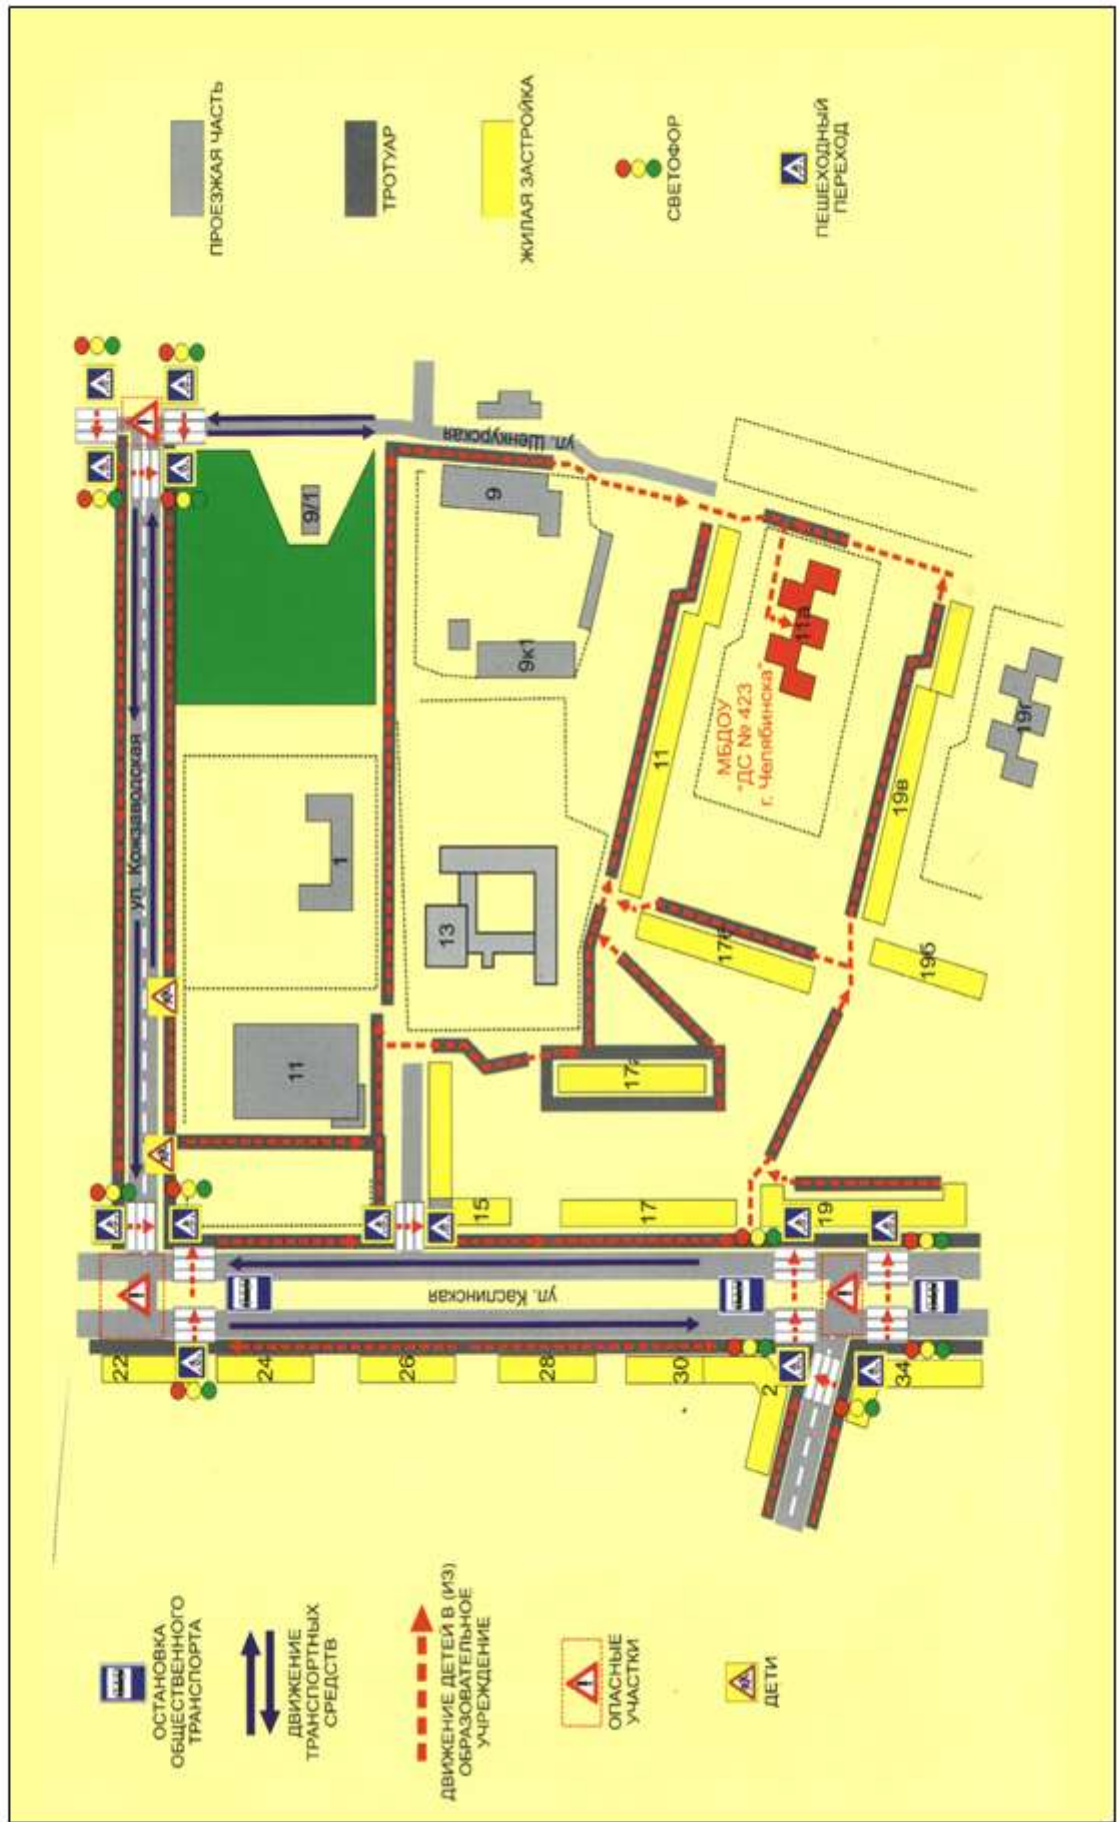 ПРОЕЗЖАЯ ЧАСТЬ
ТРОТУАР
ЖИЛАЯ ЗАСТРОЙКА
СВЕТОФОР
ПЕШЕХОДНЫЙ
ПЕРЕХОД
ул. Кожзаводская
ул. Шенкурская
ул. Каслинская
9/1
9
9к1
1
13
11
11
МБДОУ
"ДС № 423
г. Челябинска"
11а
19в
19г
19б
17а
15
17
19
22
24
26
28
30
2
34
ОСТАНОВКА
ОБЩЕСТВЕННОГО
ТРАНСПОРТА
ДВИЖЕНИЕ
ТРАНСПОРТНЫХ
СРЕДСТВ
ДВИЖЕНИЕ ДЕТЕЙ В (ИЗ)
ОБРАЗОВАТЕЛЬНОЕ
УЧРЕЖДЕНИЕ
ОПАСНЫЕ
УЧАСТКИ
ДЕТИ